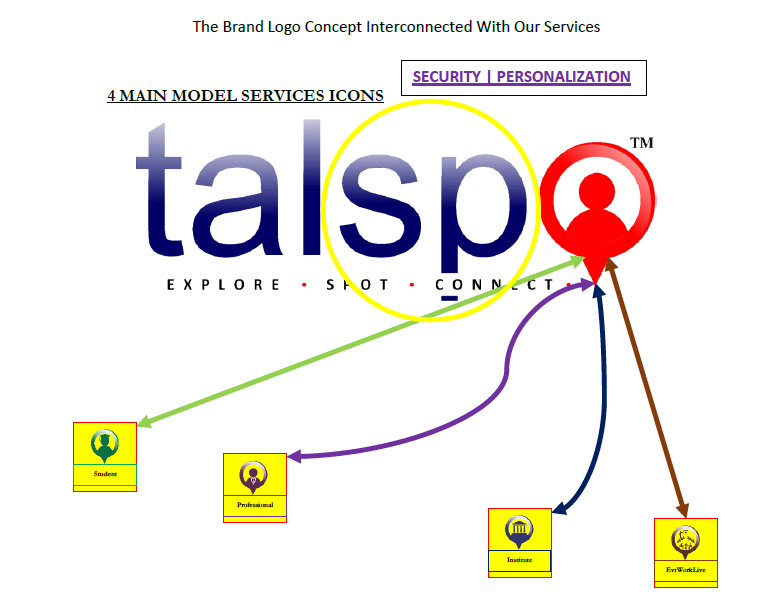 The Brand Logo Concept Interconnected With Our Services
SECURITY | PERSONALIZATION
4 MAIN MODEL SERVICES ICONS
talsp
TM
EXPLORE • SPOT • CONNECT •
Student
Professional
Institute
EvtWorkLive